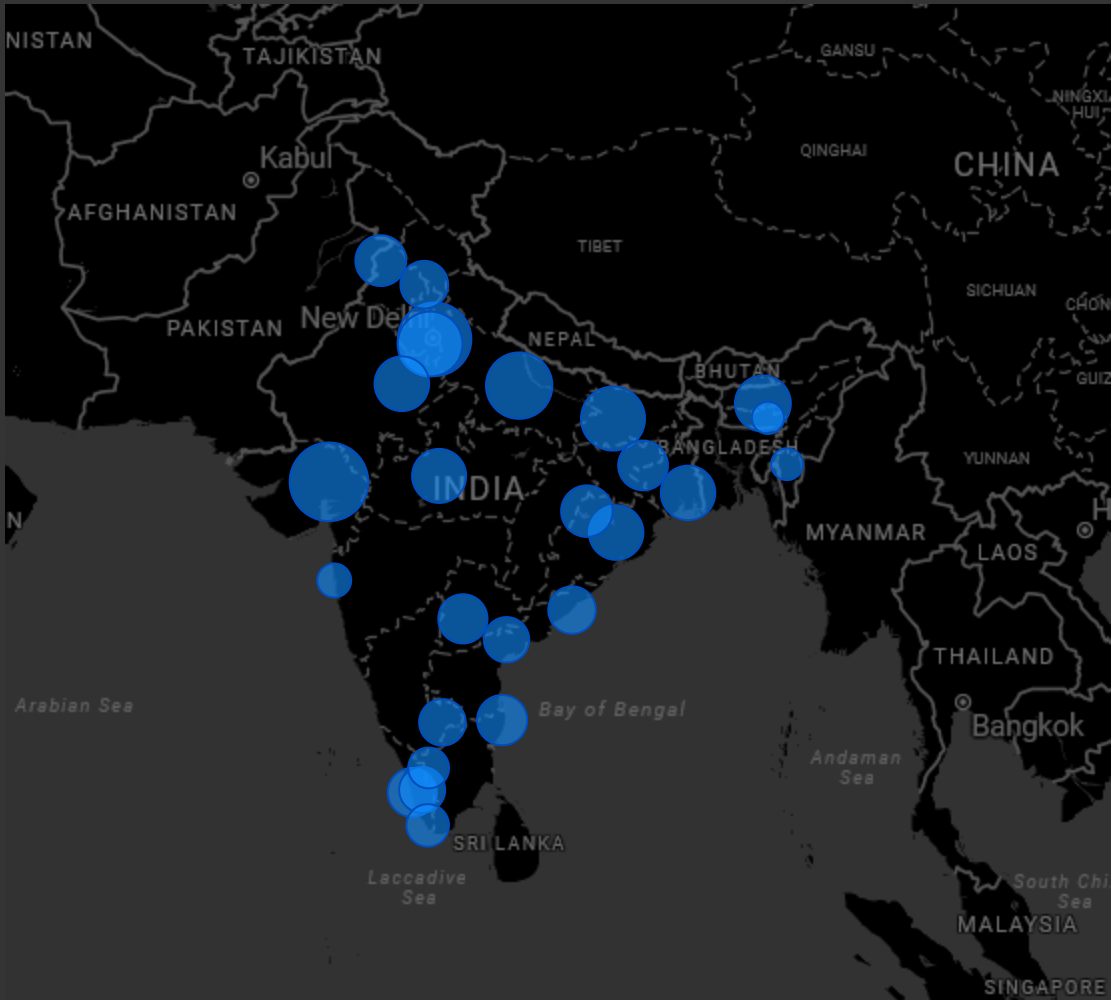 NISTAN
TAJIKISTAN
GANSU
NINGXIA
HUI
Kabul
QINGHAI
CHINA
AFGHANISTAN
TIBET
SICHUAN
CHON
New Delhi
PAKISTAN
NEPAL
BHUTAN
GUIZ
BANGLADESH
YUNNAN
INDIA
N
H
MYANMAR
LAOS
THAILAND
Arabian Sea
Bay of Bengal
Bangkok
Andaman
Sea
SRI LANKA
Laccadive
Sea
South Chi
Sea
MALAYSIA
SINGAPORE